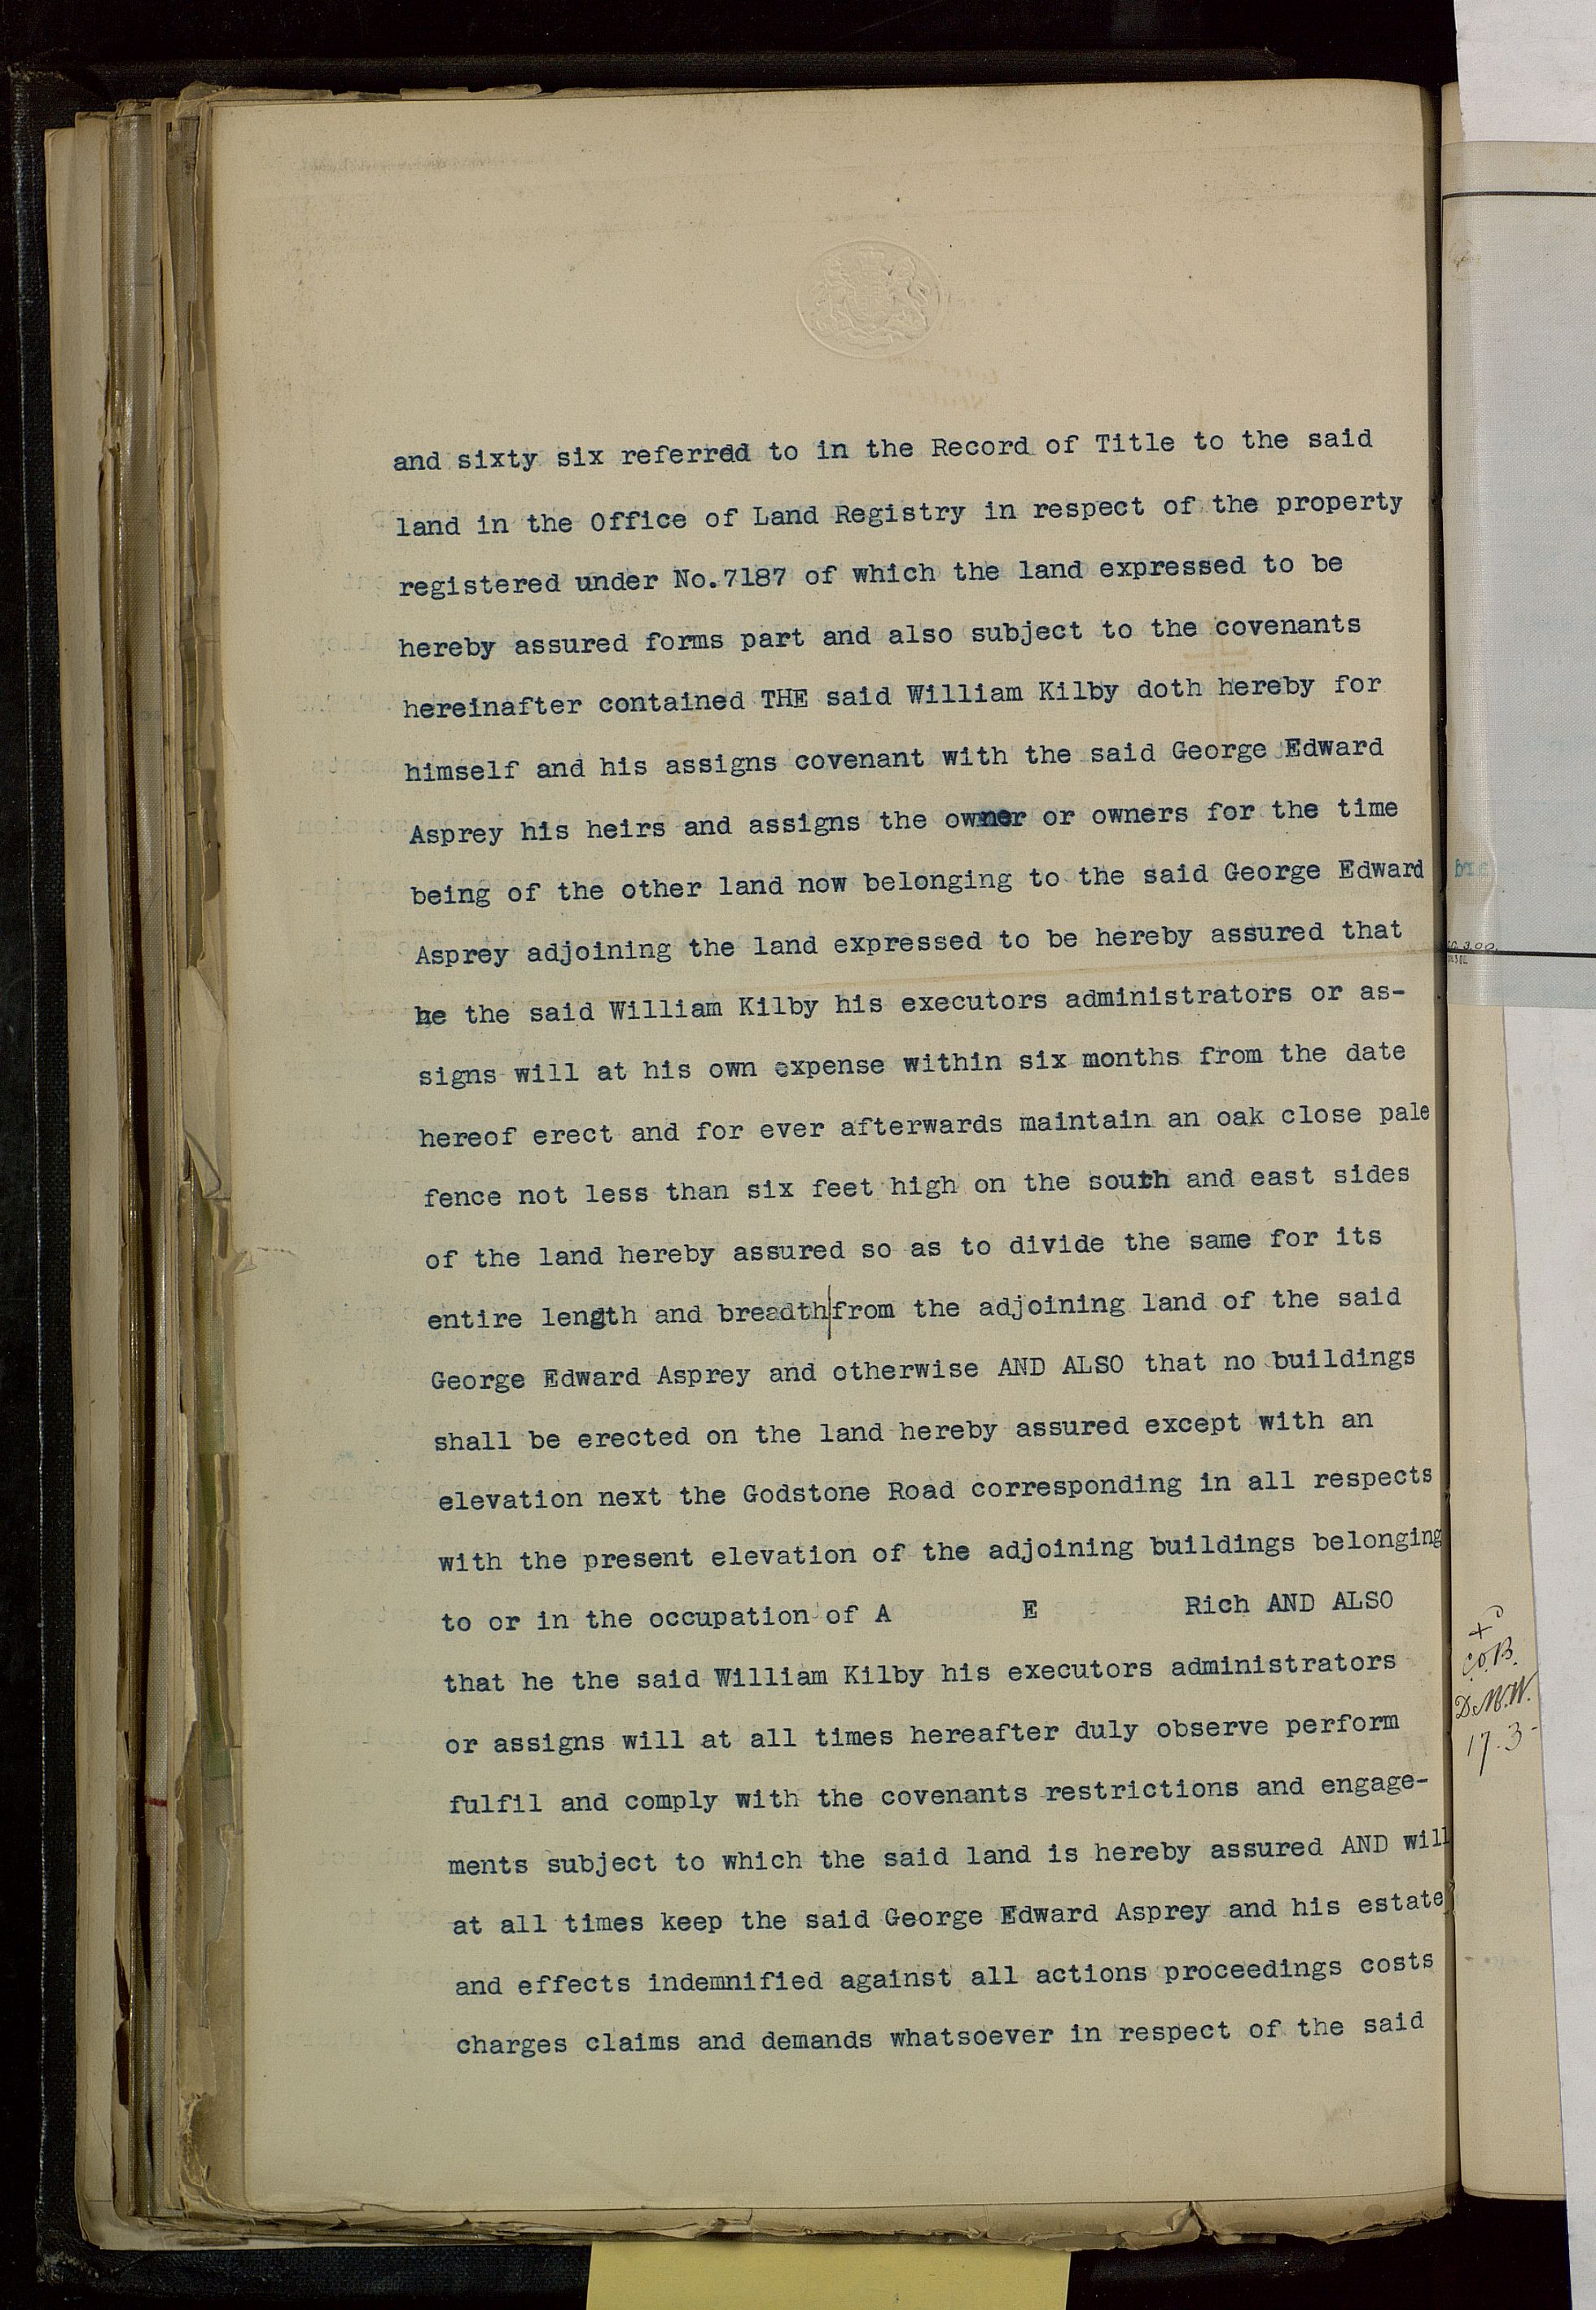 and sixty six referred to in the Record of Title to the said
land in the Office of Land Registry in respect of the property
registered under No.7187 of which the land expressed to be
hereby assured forms part and also subject to the covenants
hereinafter contained THE said William Kilby doth hereby for
himself and his assigns covenant with the said George Edward
Asprey his heirs and assigns the owner or owners for the time
being of the other land now belonging to the said George Edward
Asprey adjoining the land expressed to be hereby assured that
he the said William Kilby his executors administrators or as-
signs will at his own expense within six months from the date
hereof erect and for ever afterwards maintain an oak close pale
fence not less than six feet high on the south and east sides
of the land hereby assured so as to divide the same for its
entire length and breadth from the adjoining land of the said
George Edward Asprey and otherwise AND ALSO that no buildings
shall be erected on the land hereby assured except with an
elevation next the Godstone Road corresponding in all respects
with the present elevation of the adjoining buildings belonging
to or in the occupation of A E Rich AND ALSO
that he the said William Kilby his executors administrators
or assigns will at all times hereafter duly observe perform
fulfil and comply with the covenants restrictions and engage-
ments subject to which the said land is hereby assured AND will
at all times keep the said George Edward Asprey and his estate
and effects indemnified against all actions proceedings costs
charges claims and demands whatsoever in respect of the said
D.M.W.
17.3-